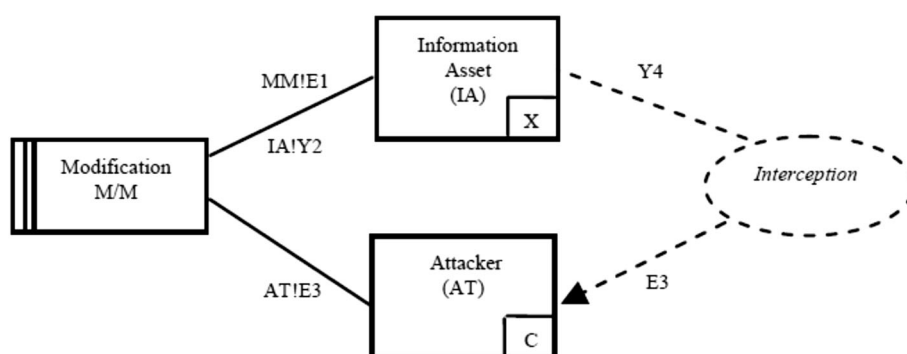 Information
Asset
(IA)
X
Y4
MM!E1
IA!Y2
Modification
M/M
Interception
Attacker
(AT)
C
AT!E3
E3